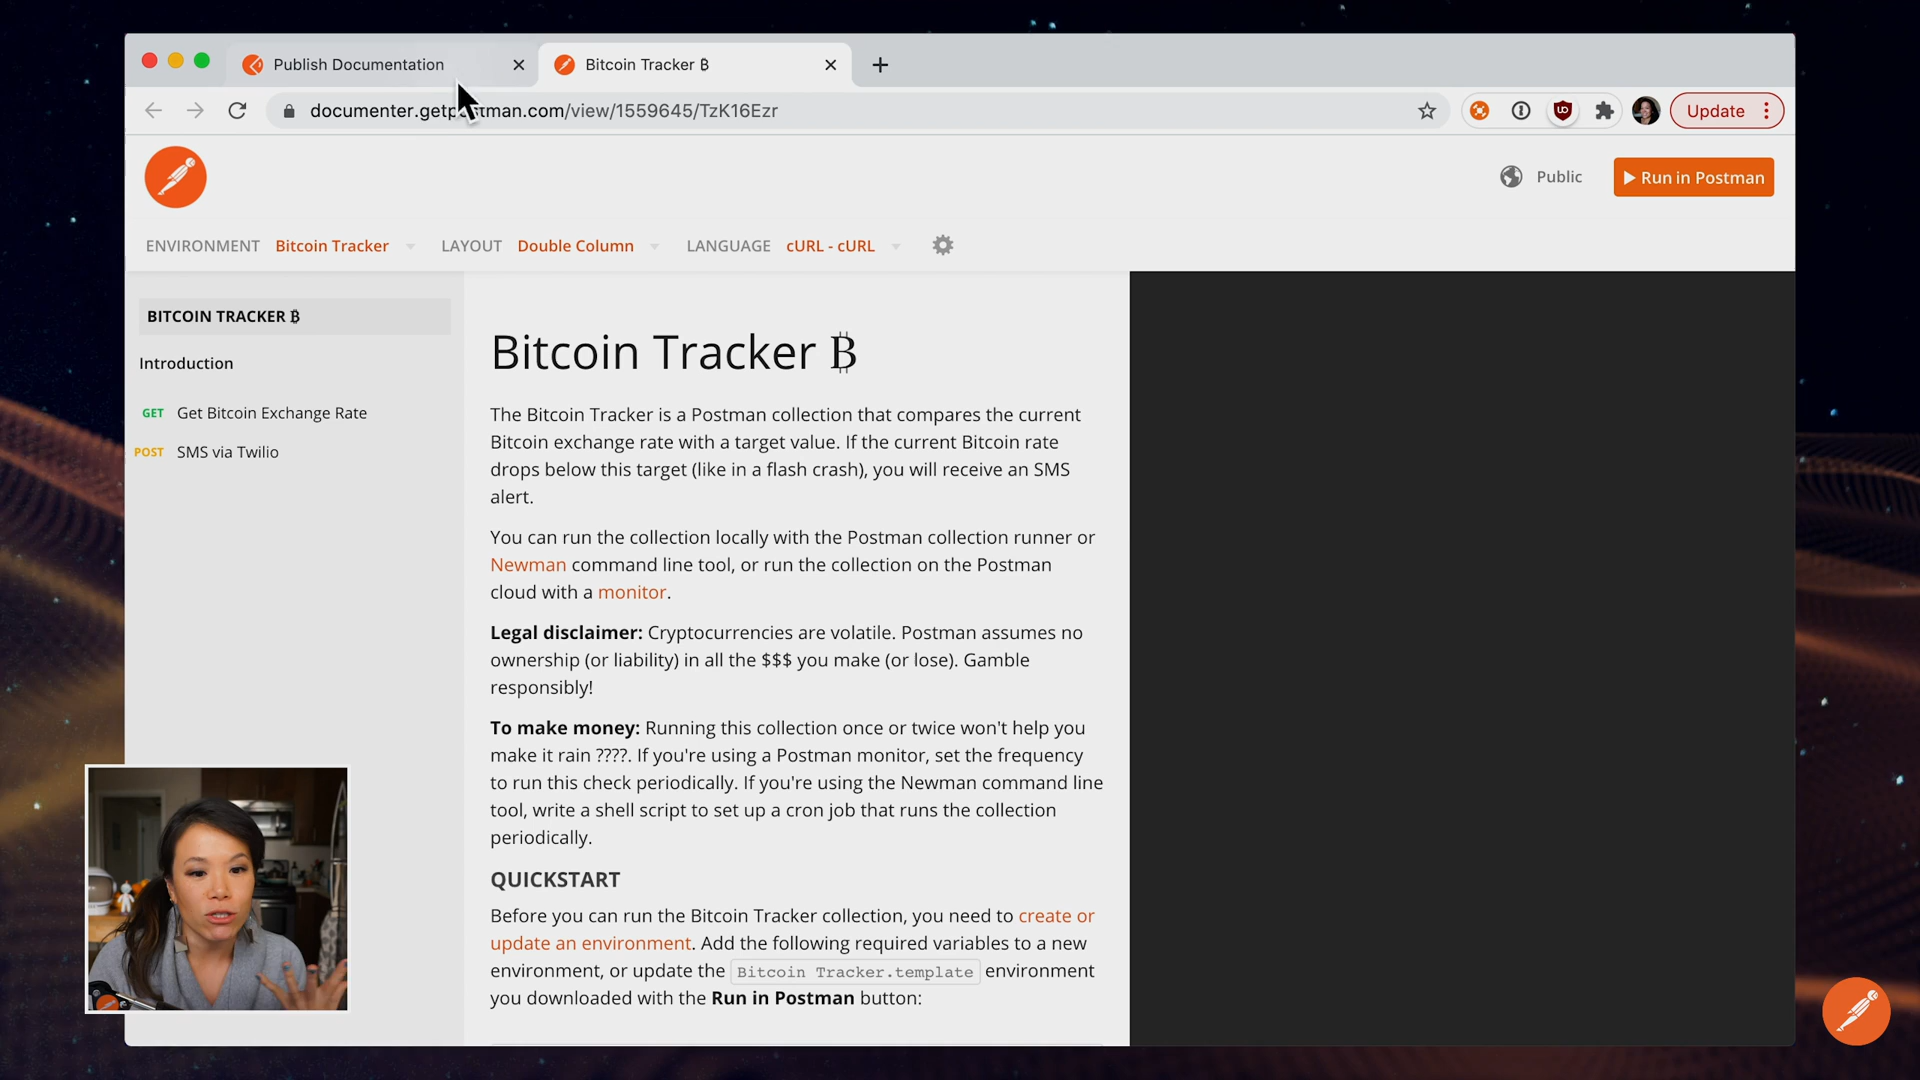 Publish Documentation
Bitcoin Tracker ₿
documenter.getpostman.com/view/1559645/TzK16Ezr
Update
Public
Run in Postman
ENVIRONMENT Bitcoin Tracker LAYOUT Double Column LANGUAGE cURL - cURL
BITCOIN TRACKER ₿
Introduction
GET Get Bitcoin Exchange Rate
POST SMS via Twilio
Bitcoin Tracker ₿
The Bitcoin Tracker is a Postman collection that compares the current
Bitcoin exchange rate with a target value. If the current Bitcoin rate
drops below this target (like in a flash crash), you will receive an SMS
alert.
You can run the collection locally with the Postman collection runner or
Newman command line tool, or run the collection on the Postman
cloud with a monitor.
Legal disclaimer: Cryptocurrencies are volatile. Postman assumes no
ownership (or liability) in all the $$$ you make (or lose). Gamble
responsibly!
To make money: Running this collection once or twice won't help you
make it rain ????. If you're using a Postman monitor, set the frequency
to run this check periodically. If you're using the Newman command line
tool, write a shell script to set up a cron job that runs the collection
periodically.
QUICKSTART
Before you can run the Bitcoin Tracker collection, you need to create or
update an environment. Add the following required variables to a new
environment, or update the Bitcoin Tracker.template environment
you downloaded with the Run in Postman button: